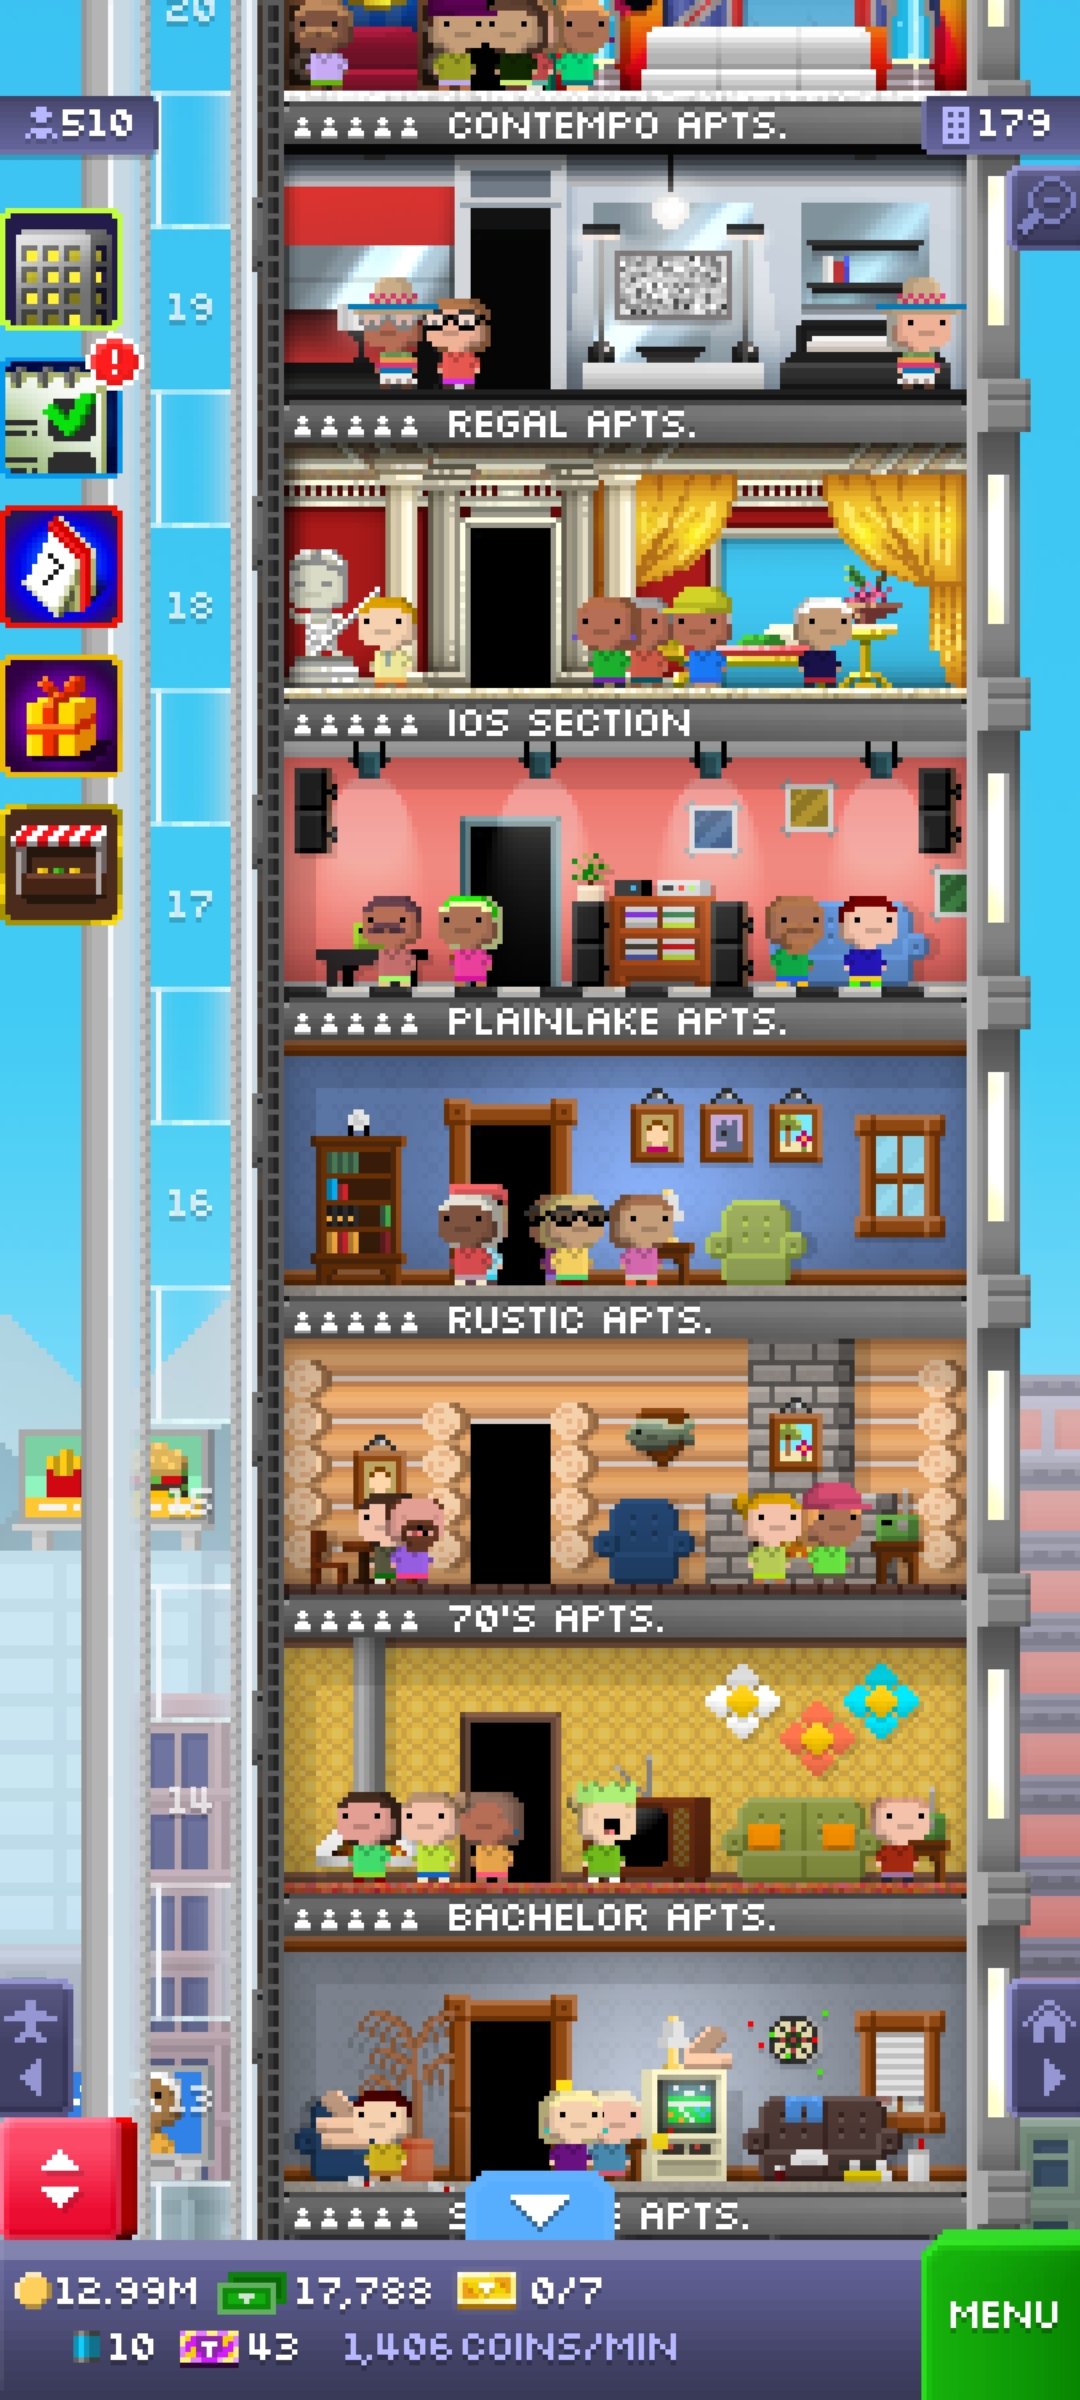 20
510
CONTEMPO APTS.
179
19
REGAL APTS.
18
IOS SECTION
17
PLAINLAKE APTS.
16
RUSTIC APTS.
15
70'S APTS.
14
BACHELOR APTS.
13
APTS.
12.99M 17,788 0/7
10 43 1,406 COINS/MIN
MENU